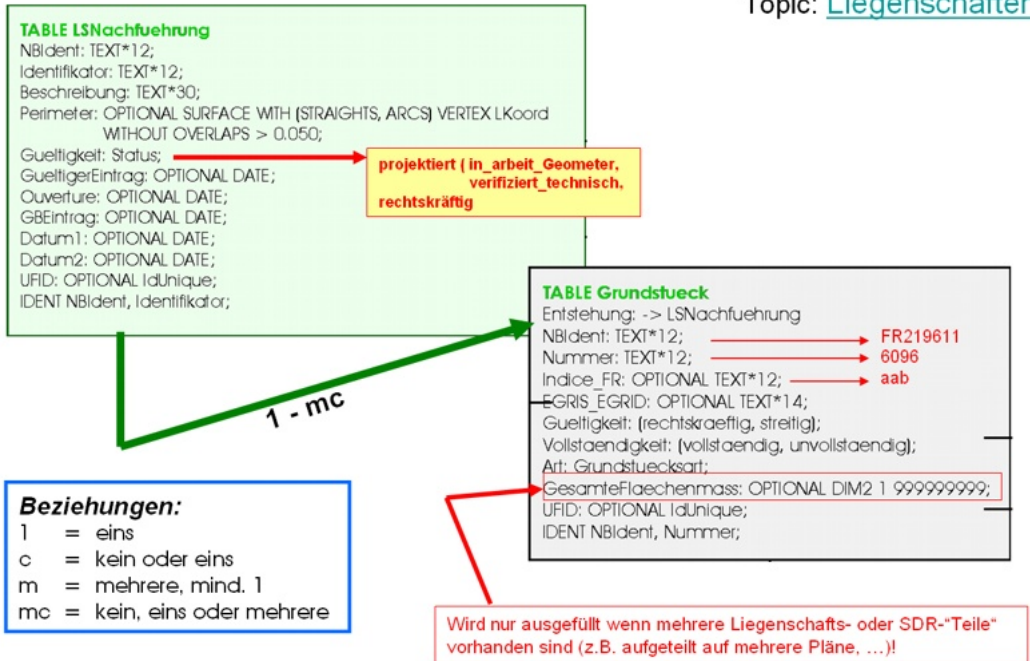 Topic: Liegenschaften
TABLE LSNachfuehrung
NBIdent: TEXT*12;
Identifikator: TEXT*12;
Beschreibung: TEXT*30;
Perimeter: OPTIONAL SURFACE WITH (STRAIGHTS, ARCS) VERTEX LKoord
WITHOUT OVERLAPS > 0.050;
Gueltigkeit: Status;
GueltigerEintrag: OPTIONAL DATE;
Ouverture: OPTIONAL DATE;
GBEintrag: OPTIONAL DATE;
Datum1: OPTIONAL DATE;
Datum2: OPTIONAL DATE;
UFID: OPTIONAL IdUnique;
IDENT NBIdent, Identifikator;
projektiert ( in_arbeit_Geometer,
verifiziert_technisch,
rechtskräftig
1 - mc
TABLE Grundstueck
Entstehung: -> LSNachfuehrung
NBIdent: TEXT*12; FR219611
Nummer: TEXT*12; 6096
Indice_FR: OPTIONAL TEXT*12; aab
EGRIS_EGRID: OPTIONAL TEXT*14;
Gueltigkeit: (rechtskraeftig, streitig);
Vollstaendigkeit: (vollstaendig, unvollstaendig);
Art: Grundstuecksart;
GesamteFlaechenmass: OPTIONAL DIM2 1 999999999;
UFID: OPTIONAL IdUnique;
IDENT NBIdent, Nummer;
Beziehungen:
1 = eins
c = kein oder eins
m = mehrere, mind. 1
mc = kein, eins oder mehrere
Wird nur ausgefüllt wenn mehrere Liegenschafts- oder SDR-"Teile"
vorhanden sind (z.B. aufgeteilt auf mehrere Pläne, ...)!